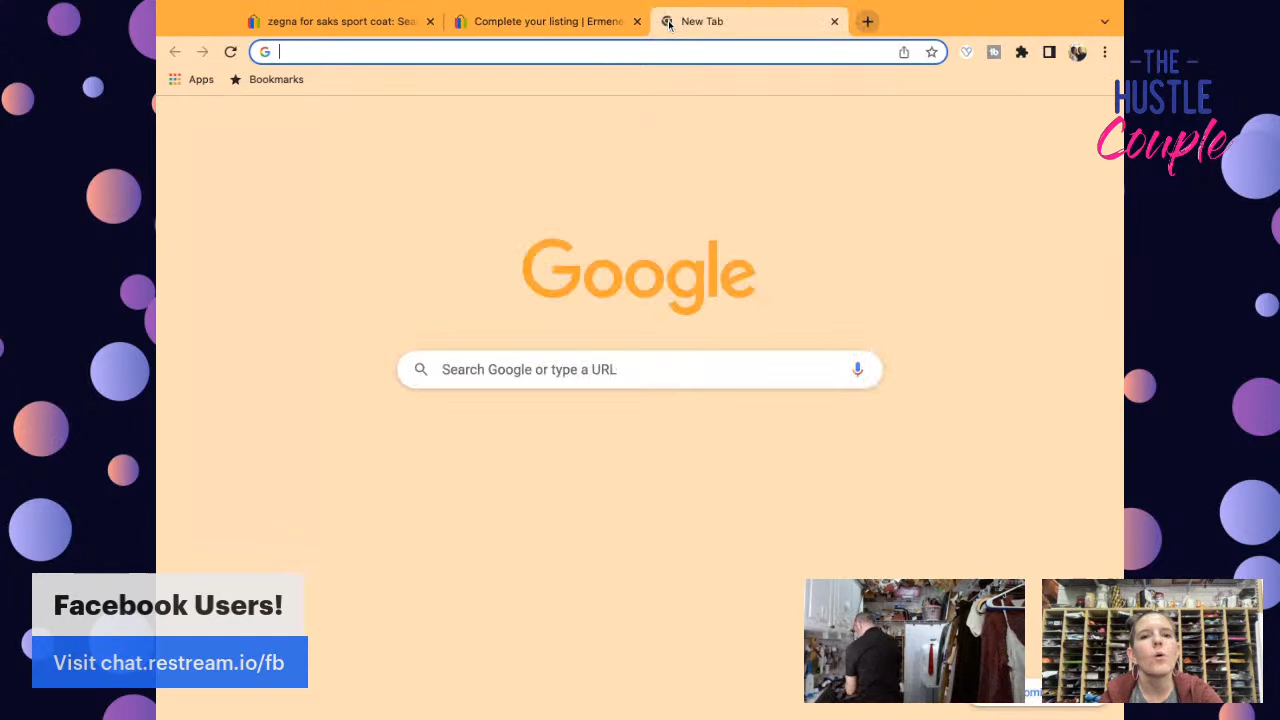 zegna for saks sport coat: Sea
Complete your listing | Ermene
New Tab
Apps
Bookmarks
-THE-
HUSTLE
Couple
Google
Search Google or type a URL
Facebook Users!
Visit chat.restream.io/fb